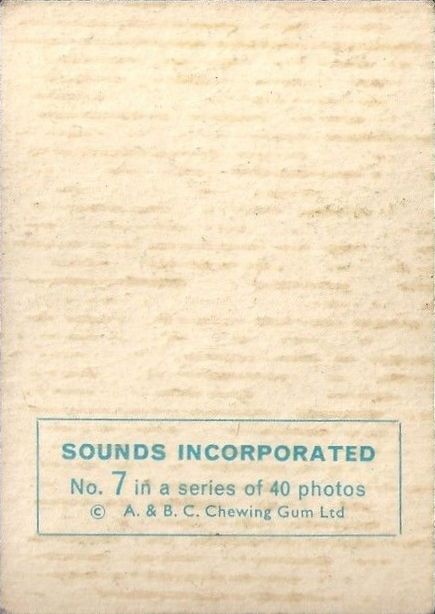 SOUNDS INCORPORATED
No. 7 in a series of 40 photos
© A. & B. C. Chewing Gum Ltd